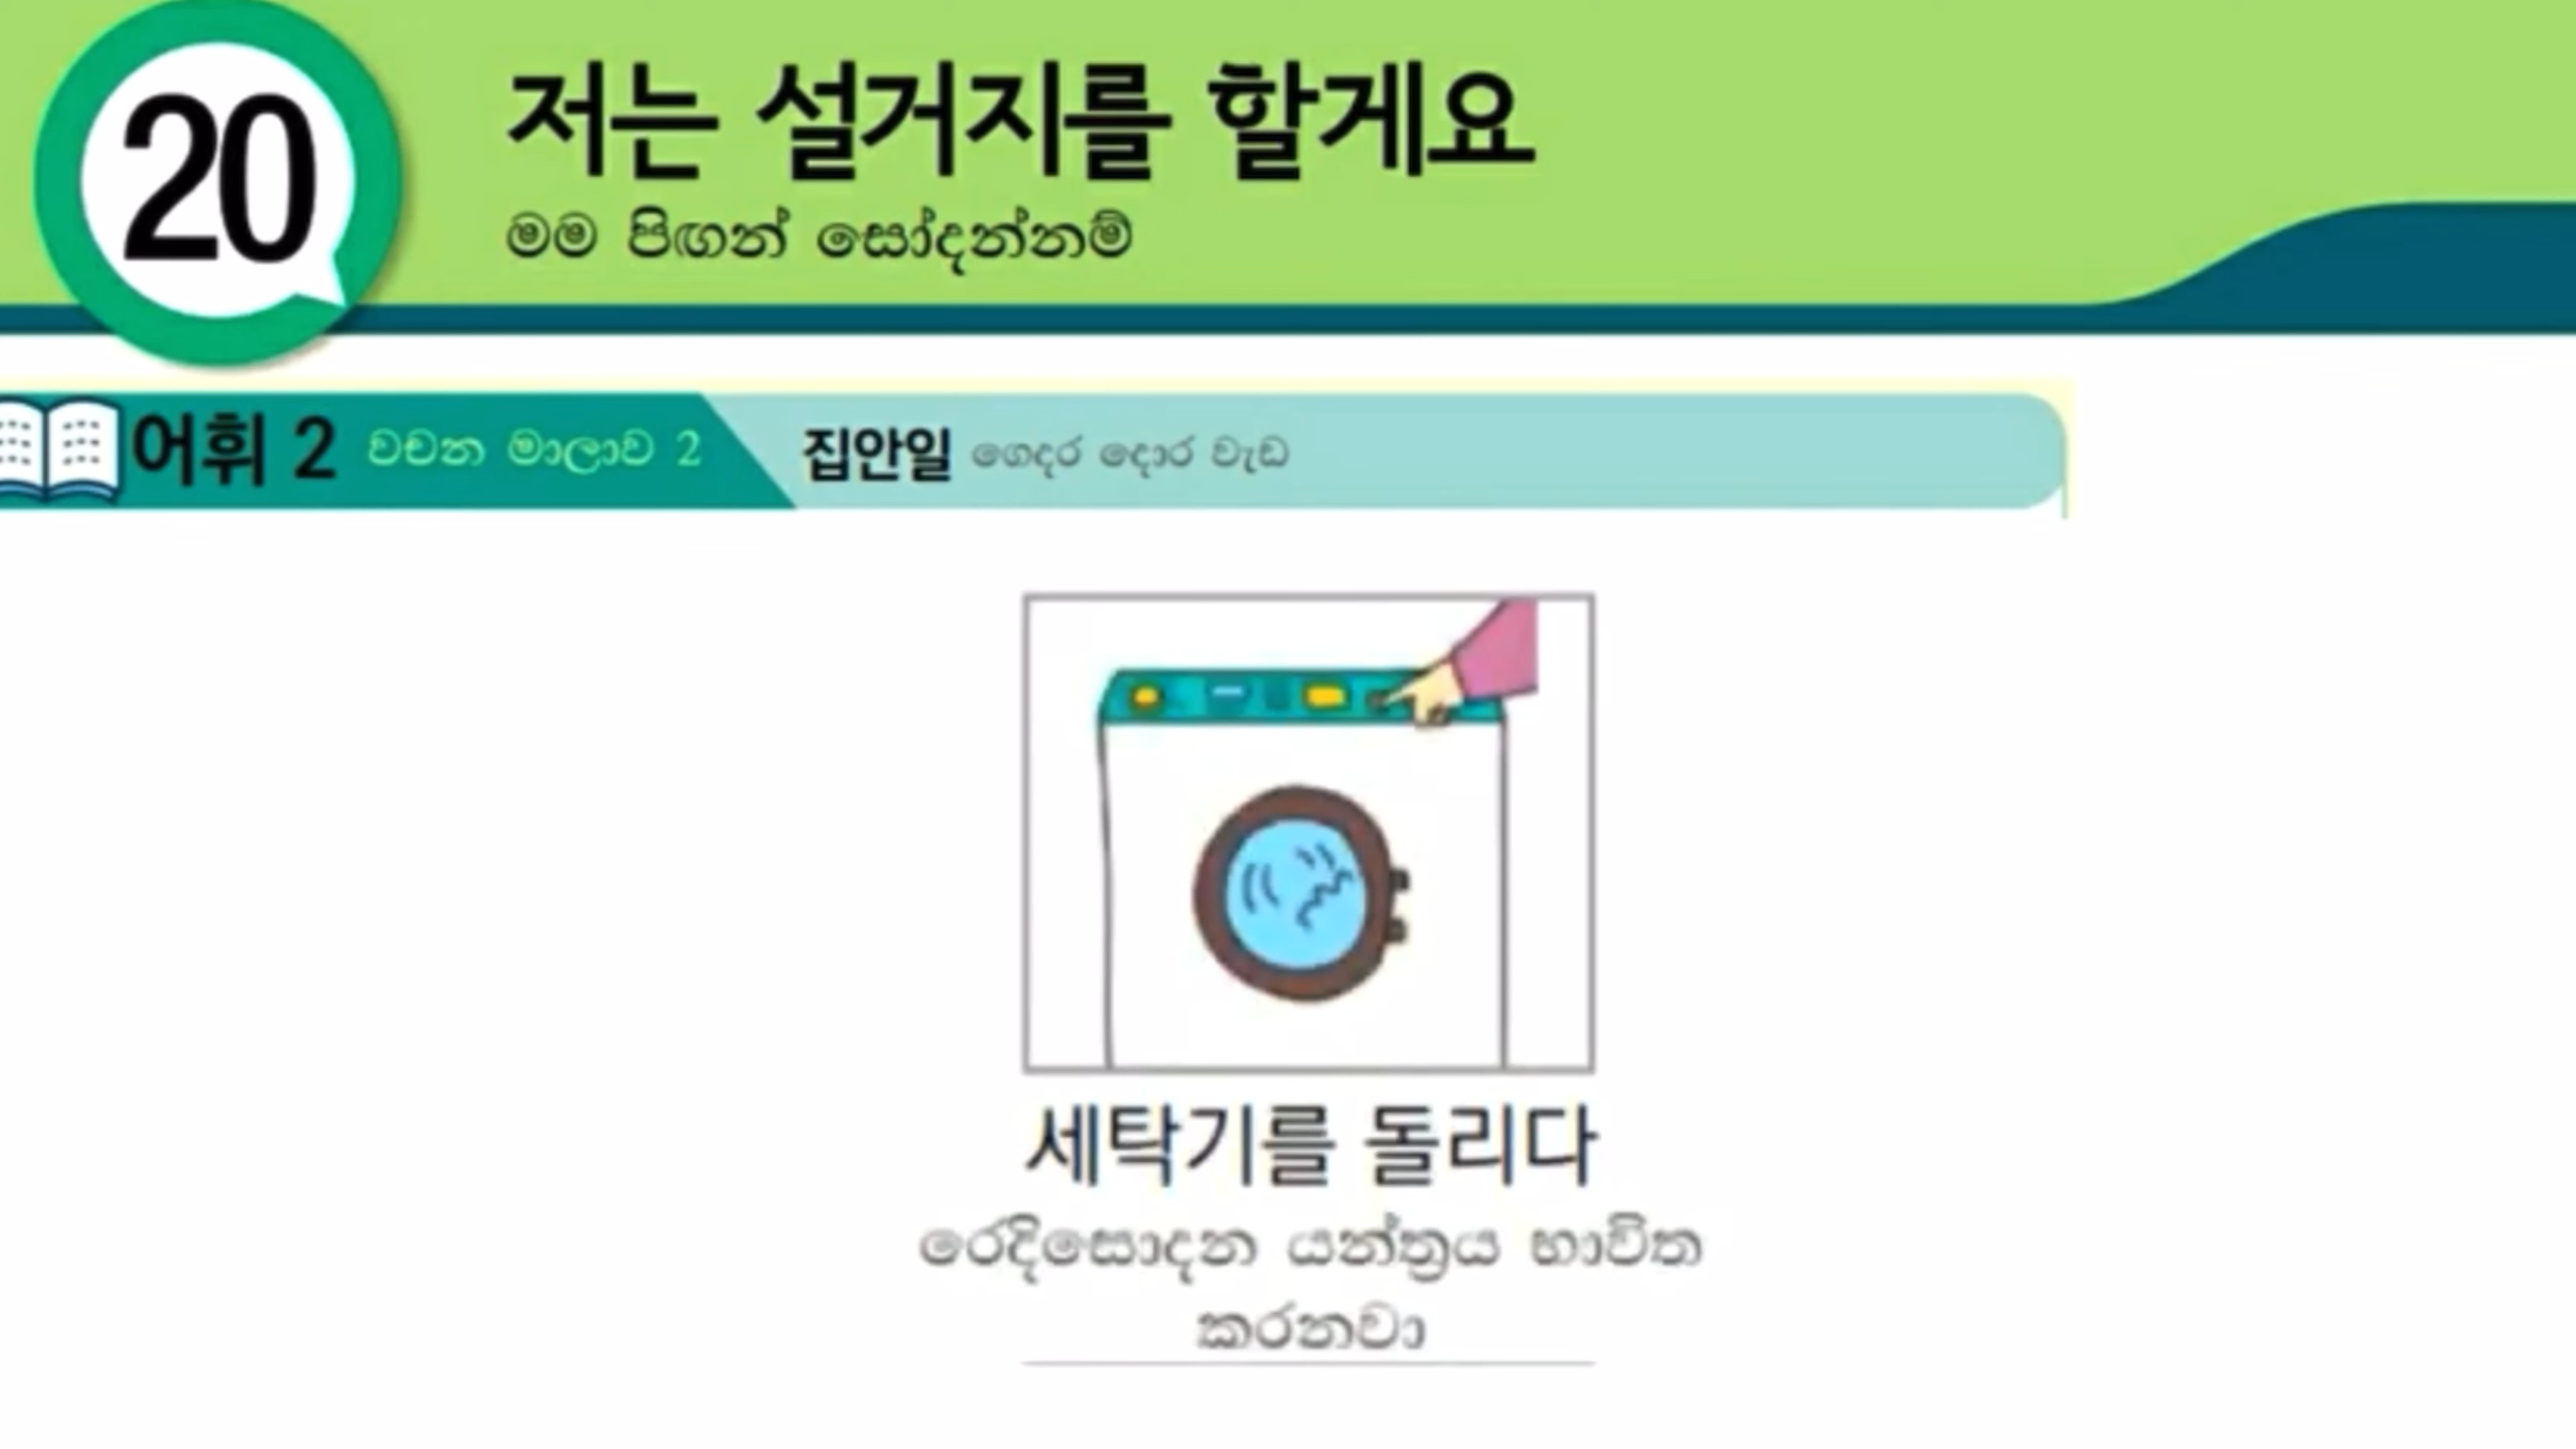 20
저는 설거지를 할게요
මම පිඟන් සෝදන්නම්
어휘 2 වචන මාලාව 2 집안일 ගෙදර දොර වැඩ
세탁기를 돌리다
රෙදිසොදන යන්ත්‍රය භාවිත
කරනවා